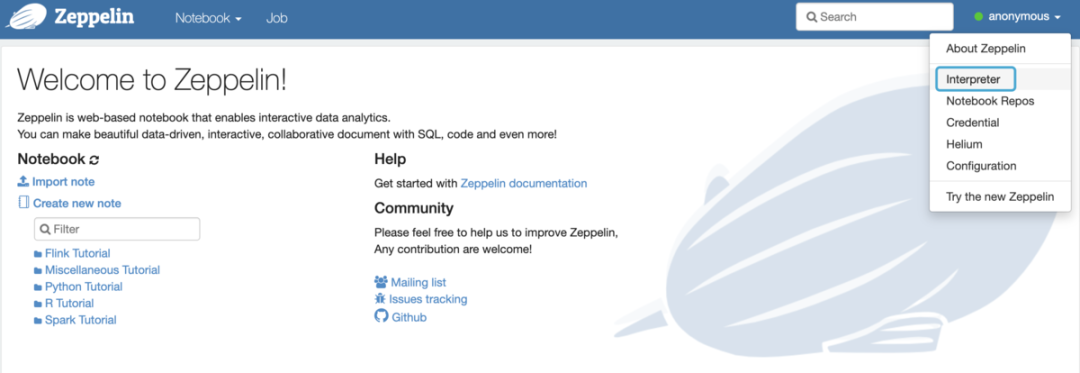 Zeppelin
Notebook
Job
Search
anonymous
About Zeppelin
Interpreter
Notebook Repos
Credential
Helium
Configuration
Try the new Zeppelin
Welcome to Zeppelin!
Zeppelin is web-based notebook that enables interactive data analytics.
You can make beautiful data-driven, interactive, collaborative document with SQL, code and even more!
Notebook
Import note
Create new note
Filter
Flink Tutorial
Miscellaneous Tutorial
Python Tutorial
R Tutorial
Spark Tutorial
Help
Get started with Zeppelin documentation
Community
Please feel free to help us to improve Zeppelin,
Any contribution are welcome!
Mailing list
Issues tracking
Github